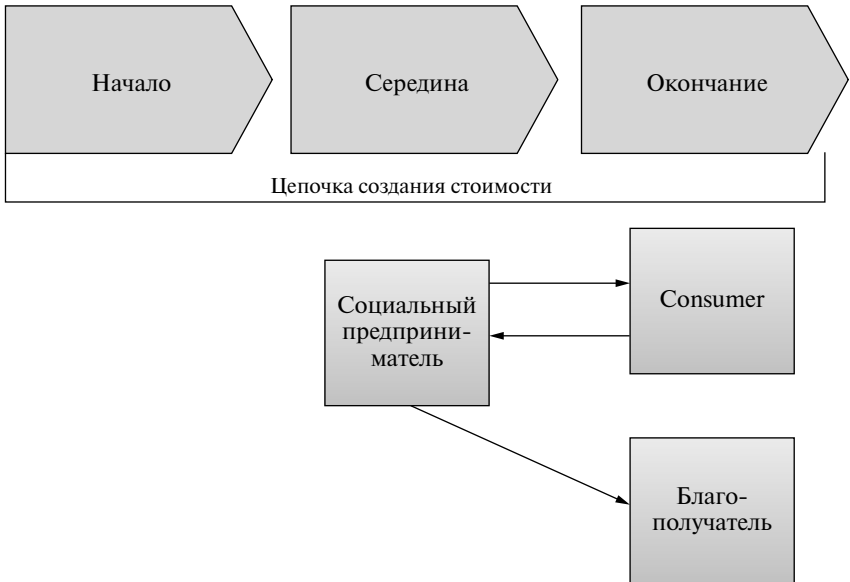 Начало
Середина
Окончание
Цепочка создания стоимости
Социальный
предприни-
матель
Consumer
Благо-
получатель